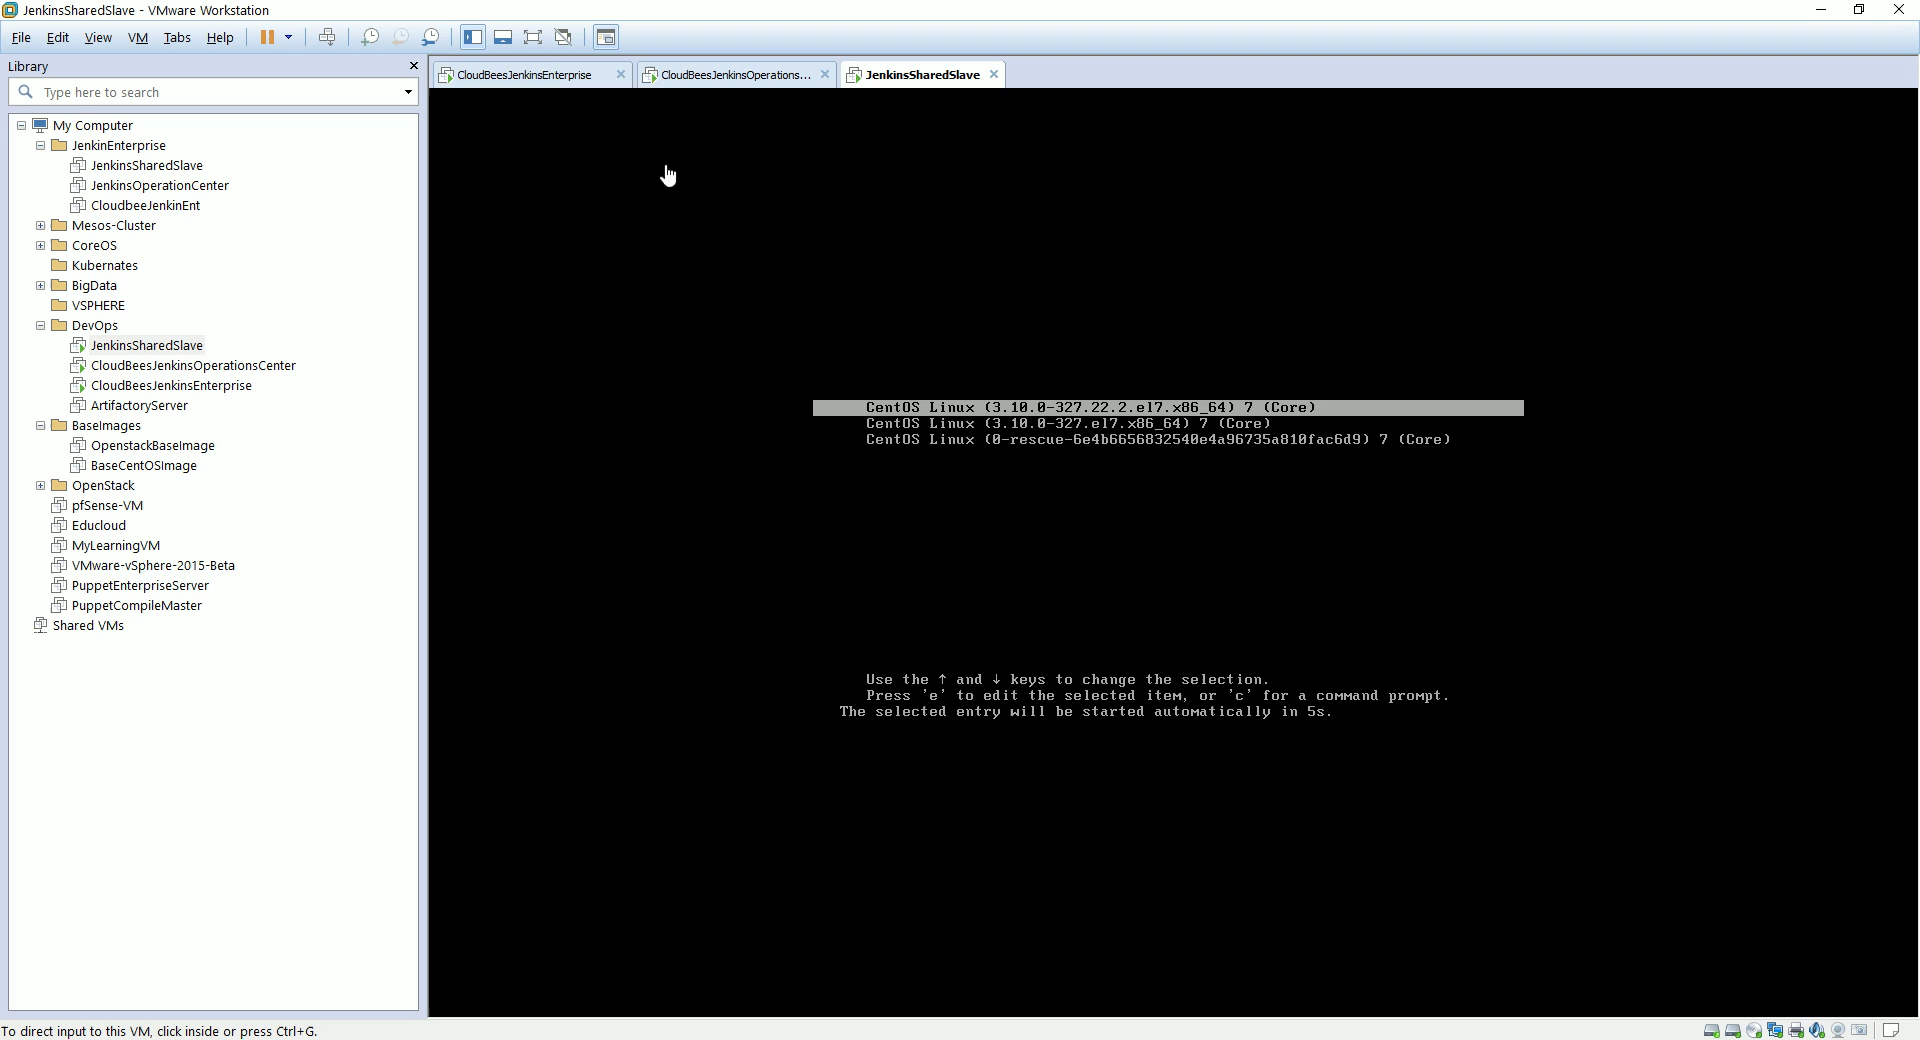 JenkinsSharedSlave - VMware Workstation
File Edit View VM Tabs Help
Library
Type here to search
My Computer
JenkinEnterprise
JenkinsSharedSlave
JenkinsOperationCenter
CloudbeeJenkinEnt
Mesos-Cluster
CoreOS
Kubernates
BigData
VSPHERE
DevOps
JenkinsSharedSlave
CloudBeesJenkinsOperationsCenter
CloudBeesJenkinsEnterprise
ArtifactoryServer
BaseImages
OpenstackBaseImage
BaseCentOSImage
OpenStack
pfSense-VM
Educloud
MyLearningVM
VMware-vSphere-2015-Beta
PuppetEnterpriseServer
PuppetCompileMaster
Shared VMs
CloudBeesJenkinsEnterprise CloudBeesJenkinsOperations... JenkinsSharedSlave
CentOS Linux (3.10.0-327.22.2.el7.x86_64) 7 (Core)
CentOS Linux (3.10.0-327.el7.x86_64) 7 (Core)
CentOS Linux (0-rescue-6e4b6656832540e4a96735a810fac6d9) 7 (Core)
Use the ↑ and ↓ keys to change the selection.
Press 'e' to edit the selected item, or 'c' for a command prompt.
The selected entry will be started automatically in 5s.
To direct input to this VM, click inside or press Ctrl+G.